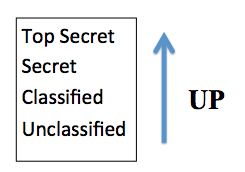 Top Secret
Secret
Classified
Unclassified
UP